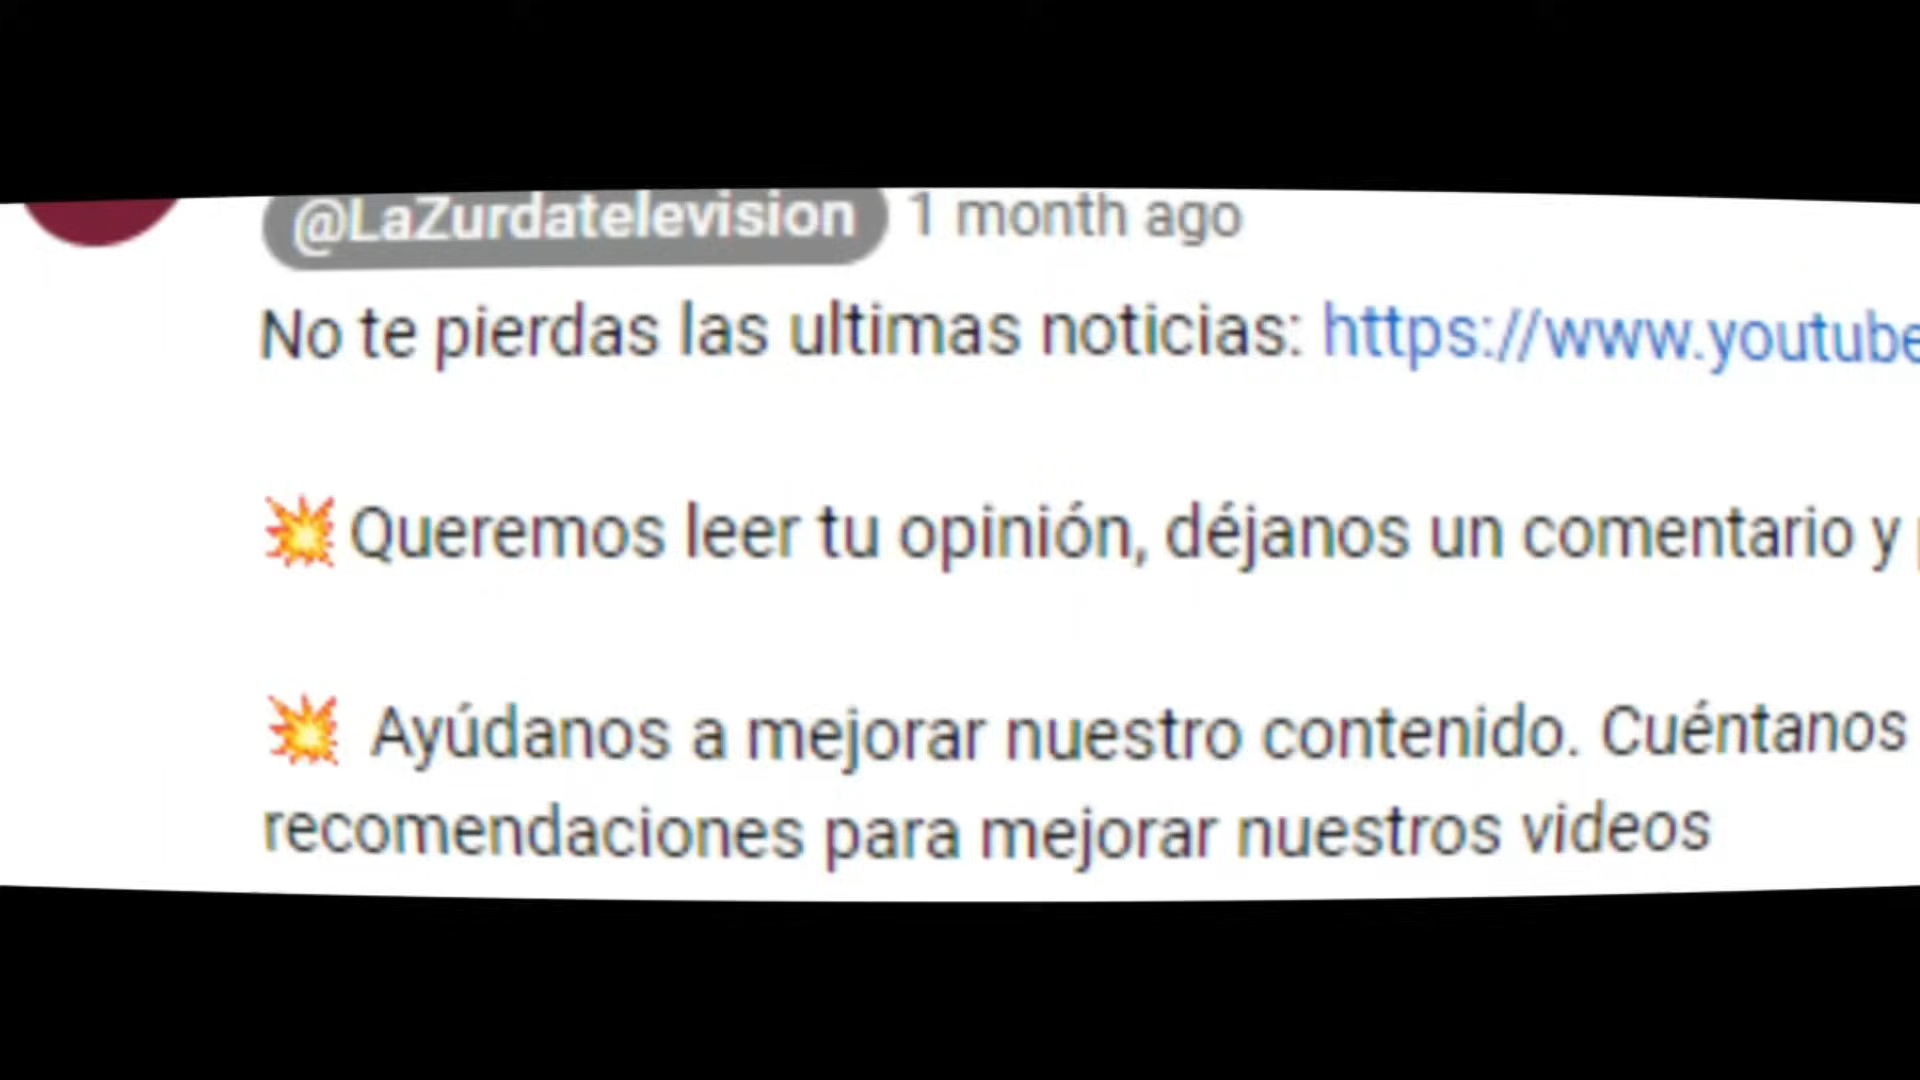 @LaZurdatelevision 1 month ago
No te pierdas las ultimas noticias: https://www.youtube
💥Queremos leer tu opinión, déjanos un comentario y
💥 Ayúdanos a mejorar nuestro contenido. Cuéntanos
recomendaciones para mejorar nuestros videos